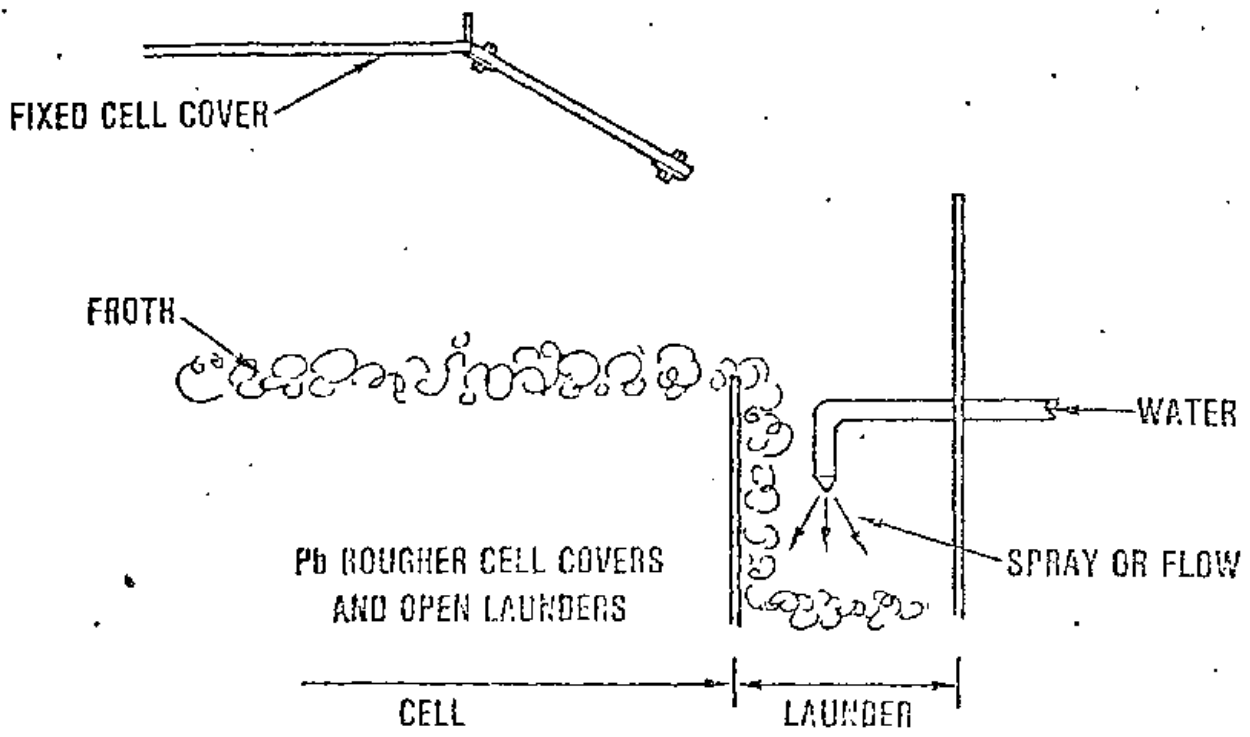 FIXED CELL COVER
FROTH
WATER
SPRAY OR FLOW
Pb ROUGHER CELL COVERS
AND OPEN LAUNDERS
CELL
LAUNDER